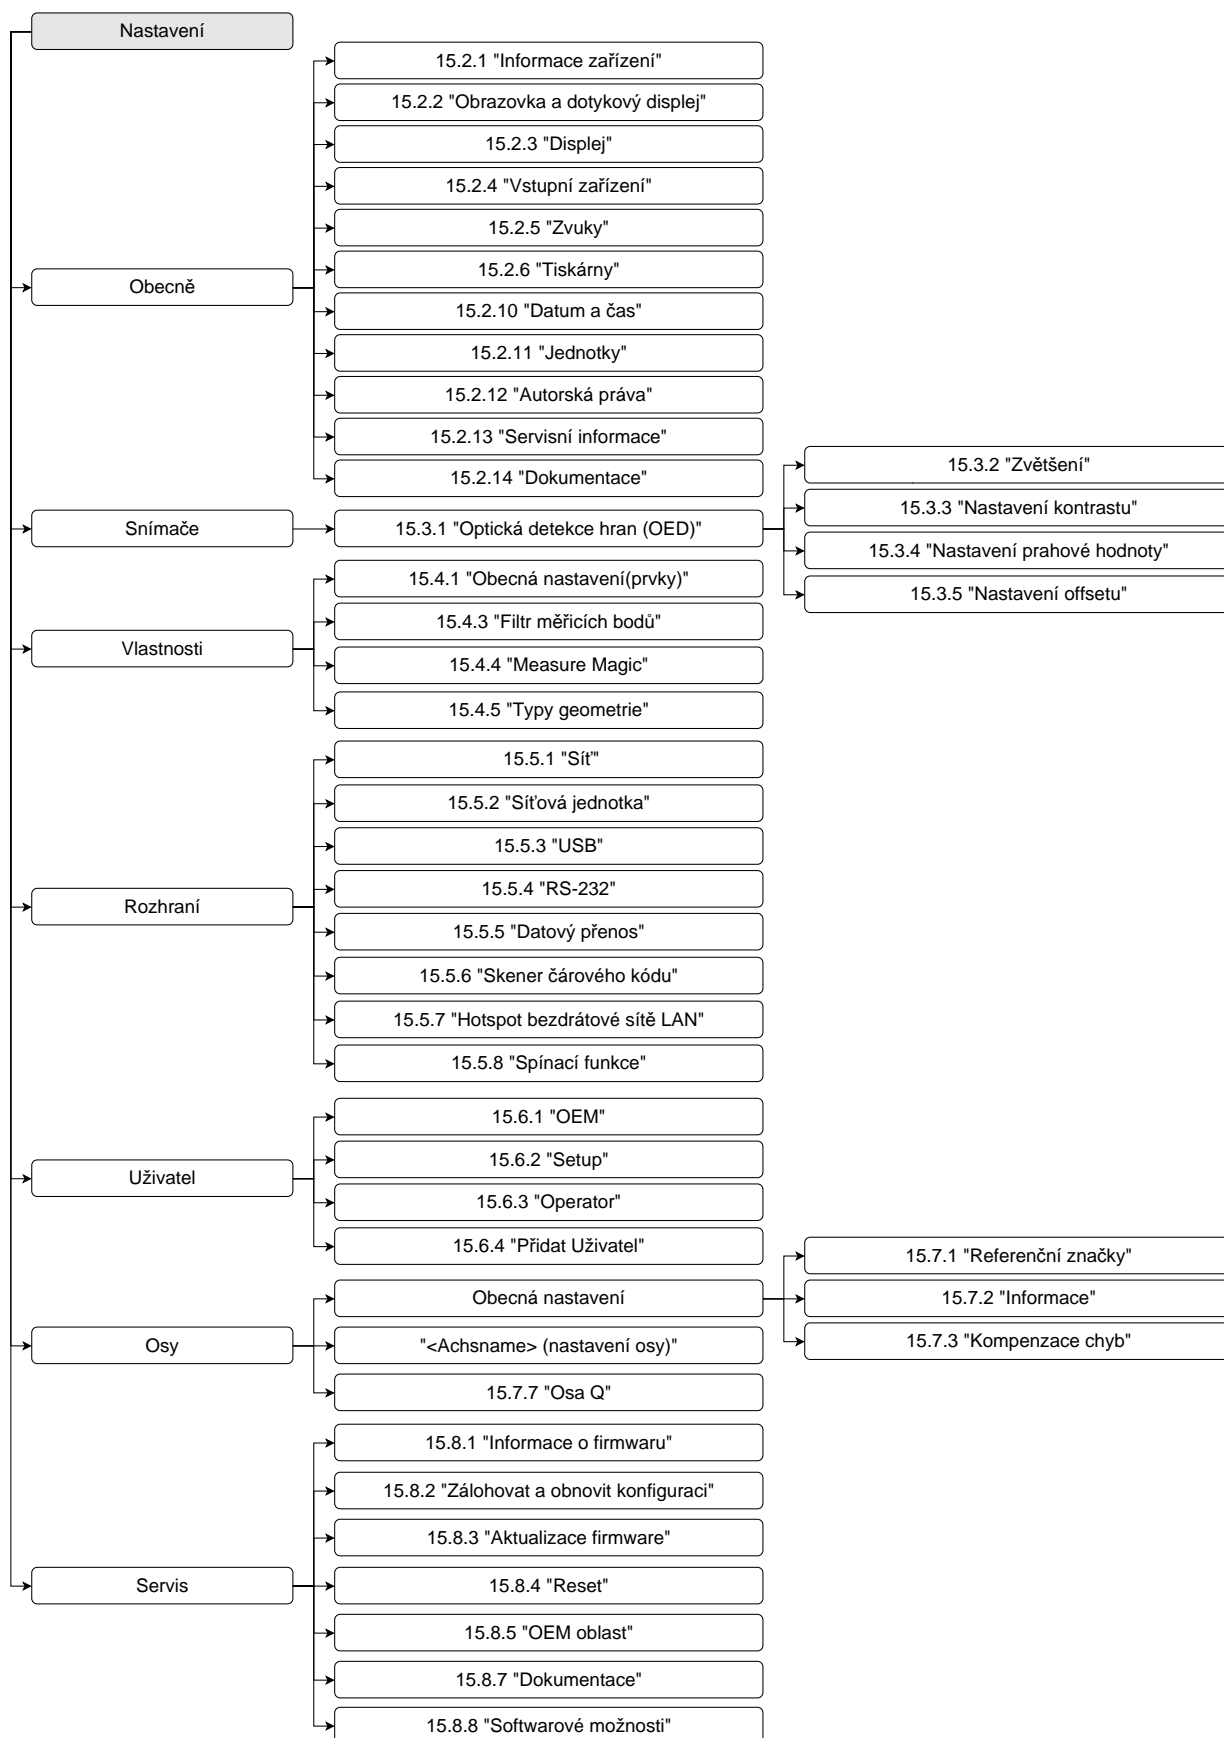 Nastavení
15.2.1 "Informace zařízení"
15.2.2 "Obrazovka a dotykový displej"
15.2.3 "Displej"
15.2.4 "Vstupní zařízení"
15.2.5 "Zvuky"
Obecně
15.2.6 "Tiskárny"
15.2.10 "Datum a čas"
15.2.11 "Jednotky"
15.2.12 "Autorská práva"
15.2.13 "Servisní informace"
15.2.14 "Dokumentace"
Snímače
15.3.1 "Optická detekce hran (OED)"
15.3.2 "Zvětšení"
15.3.3 "Nastavení kontrastu"
15.3.4 "Nastavení prahové hodnoty"
15.3.5 "Nastavení offsetu"
Vlastnosti
15.4.1 "Obecná nastavení(prvky)"
15.4.3 "Filtr měřicích bodů"
15.4.4 "Measure Magic"
15.4.5 "Typy geometrie"
Rozhraní
15.5.1 "Síť"
15.5.2 "Síťová jednotka"
15.5.3 "USB"
15.5.4 "RS-232"
15.5.5 "Datový přenos"
15.5.6 "Skener čárového kódu"
15.5.7 "Hotspot bezdrátové sítě LAN"
15.5.8 "Spínací funkce"
Uživatel
15.6.1 "OEM"
15.6.2 "Setup"
15.6.3 "Operator"
15.6.4 "Přidat Uživatel"
Osy
Obecná nastavení
15.7.1 "Referenční značky"
15.7.2 "Informace"
15.7.3 "Kompenzace chyb"
"<Achsname> (nastavení osy)"
15.7.7 "Osa Q"
Servis
15.8.1 "Informace o firmwaru"
15.8.2 "Zálohovat a obnovit konfiguraci"
15.8.3 "Aktualizace firmware"
15.8.4 "Reset"
15.8.5 "OEM oblast"
15.8.7 "Dokumentace"
15.8.8 "Softwarové možnosti"